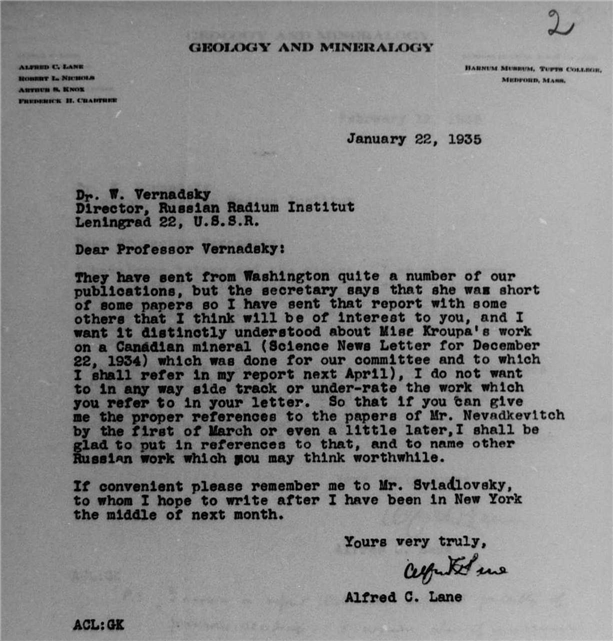 2
GEOLOGY AND MINERALOGY
ALFRED C. LANE
ROBERT L. NICHOLS
ARTHUR S. KNOX
FREDERICK H. CRABTREE
BARNUM MUSEUM, TUFTS COLLEGE,
MEDFORD, MASS.
January 22, 1935
Dr. W. Vernadsky
Director, Russian Radium Institut
Leningrad 22, U.S.S.R.
Dear Professor Vernadsky:
They have sent from Washington quite a number of our
publications, but the secretary says that she was short
of some papers so I have sent that report with some
others that I think will be of interest to you, and I
want it distinctly understood about Miss Kroupa's work
on a Canadian mineral (Science News Letter for December
22, 1934) which was done for our committee and to which
I shall refer in my report next April), I do not want
to in any way side track or under-rate the work which
you refer to in your letter. So that if you can give
me the proper references to the papers of Mr. Nevadkevitch
by the first of March or even a little later,I shall be
glad to put in references to that, and to name other
Russian work which you may think worthwhile.
If convenient please remember me to Mr. Sviadlovsky,
to whom I hope to write after I have been in New York
the middle of next month.
Yours very truly,
Alfred C. Lane
Alfred C. Lane
ACL:GK